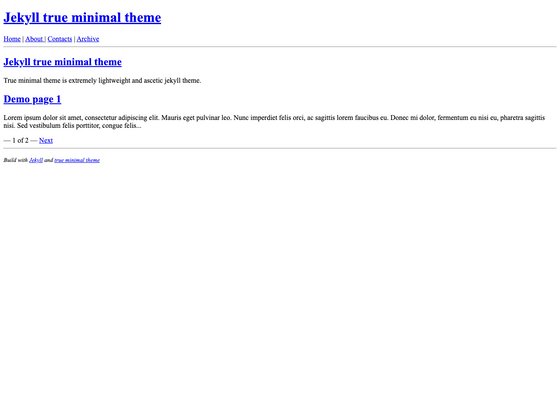 Jekyll true minimal theme
Home | About | Contacts | Archive
Jekyll true minimal theme
True minimal theme is extremely lightweight and ascetic jekyll theme.
Demo page 1
Lorem ipsum dolor sit amet, consectetur adipiscing elit. Mauris eget pulvinar leo. Nunc imperdiet felis orci, ac sagittis lorem faucibus eu. Donec mi dolor, fermentum eu nisi eu, pharetra sagittis
nisi. Sed vestibulum felis porttitor, congue felis...
— 1 of 2 — Next
Build with Jekyll and true minimal theme